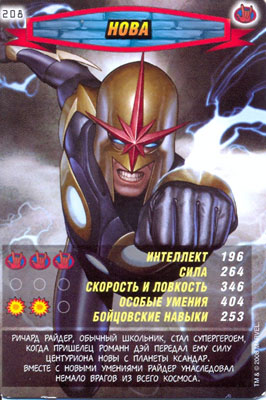 208
НОВА
ИНТЕЛЛЕКТ 196
СИЛА 264
СКОРОСТЬ И ЛОВКОСТЬ 346
ОСОБЫЕ УМЕНИЯ 404
БОЙЦОВСКИЕ НАВЫКИ 253
РИЧАРД РАЙДЕР, ОБЫЧНЫЙ ШКОЛЬНИК, СТАЛ СУПЕРГЕРОЕМ,
КОГДА ПРИШЕЛЕЦ РОМАНН ДЭЙ ПЕРЕДАЛ ЕМУ СИЛУ
ЦЕНТУРИОНА НОВЫ С ПЛАНЕТЫ КСАНДАР.
ВМЕСТЕ С НОВЫМИ УМЕНИЯМИ РАЙДЕР УНАСЛЕДОВАЛ
НЕМАЛО ВРАГОВ ИЗ ВСЕГО КОСМОСА.
TM & ©
MARVEL